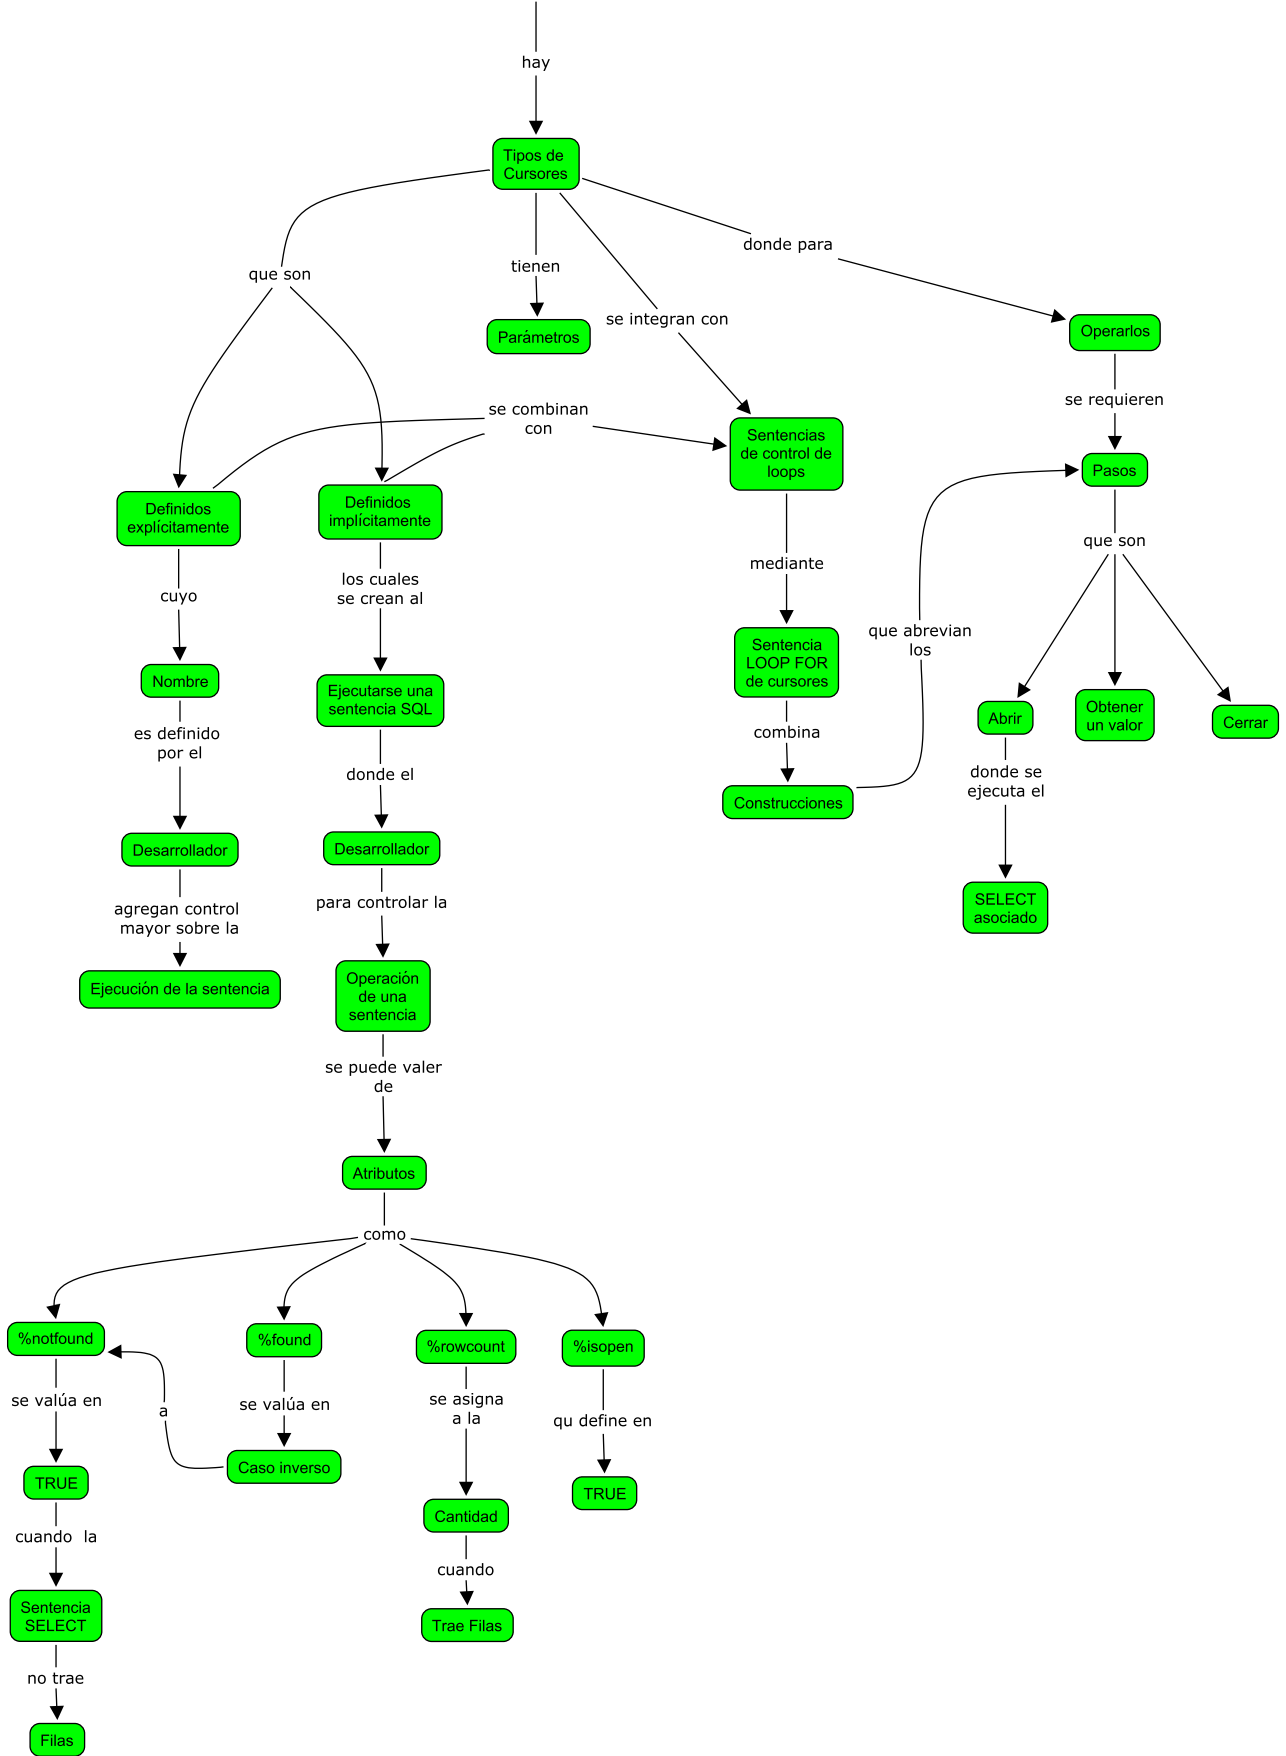 hay
Tipos de
Cursores
donde para
que son
tienen
se integran con
Operarlos
Parámetros
se requieren
se combinan
con
Sentencias
de control de
loops
Pasos
Definidos
explícitamente
Definidos
implícitamente
que son
mediante
los cuales
se crean al
cuyo
que abrevian
los
Sentencia
LOOP FOR
de cursores
Nombre
Ejecutarse una
sentencia SQL
Abrir
Obtener
un valor
Cerrar
es definido
por el
combina
donde el
donde se
ejecuta el
Construcciones
Desarrollador
Desarrollador
agregan control
mayor sobre la
para controlar la
SELECT
asociado
Ejecución de la sentencia
Operación
de una
sentencia
se puede valer
de
Atributos
como
%notfound
%found
%rowcount
%isopen
se valúa en
a
se valúa en
se asigna
a la
qu define en
Caso inverso
TRUE
TRUE
Cantidad
cuando  la
cuando
Sentencia
SELECT
Trae Filas
no trae
Filas